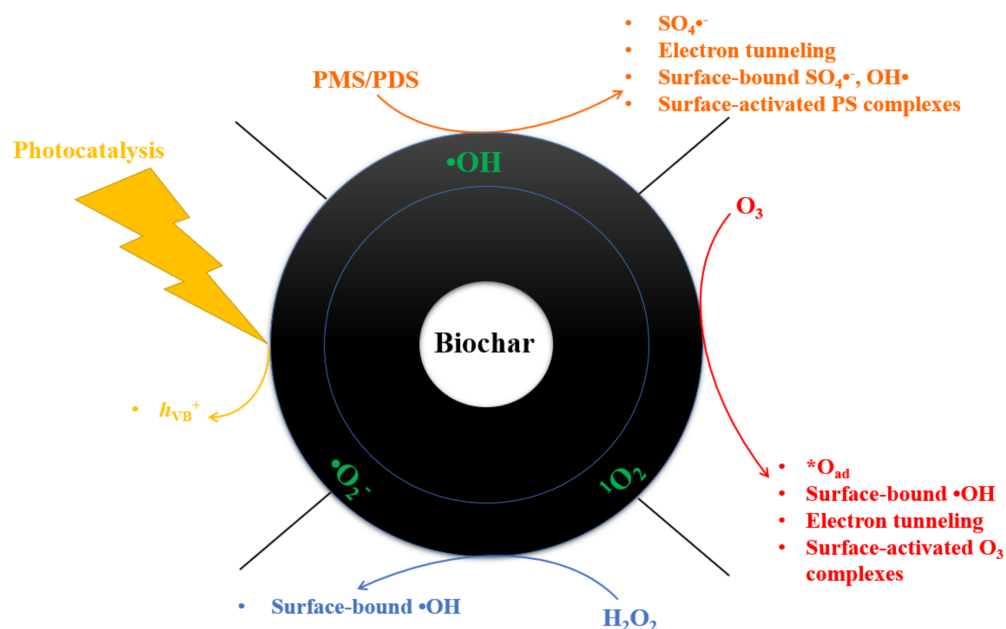 • SO₄•⁻
• Electron tunneling
• Surface-bound SO₄•⁻, OH•
• Surface-activated PS complexes
PMS/PDS
Photocatalysis
•OH
O₃
Biochar
• hVB⁺
•O₂⁻
¹O₂
• *Oad
• Surface-bound •OH
• Electron tunneling
• Surface-activated O₃
complexes
• Surface-bound •OH
H₂O₂